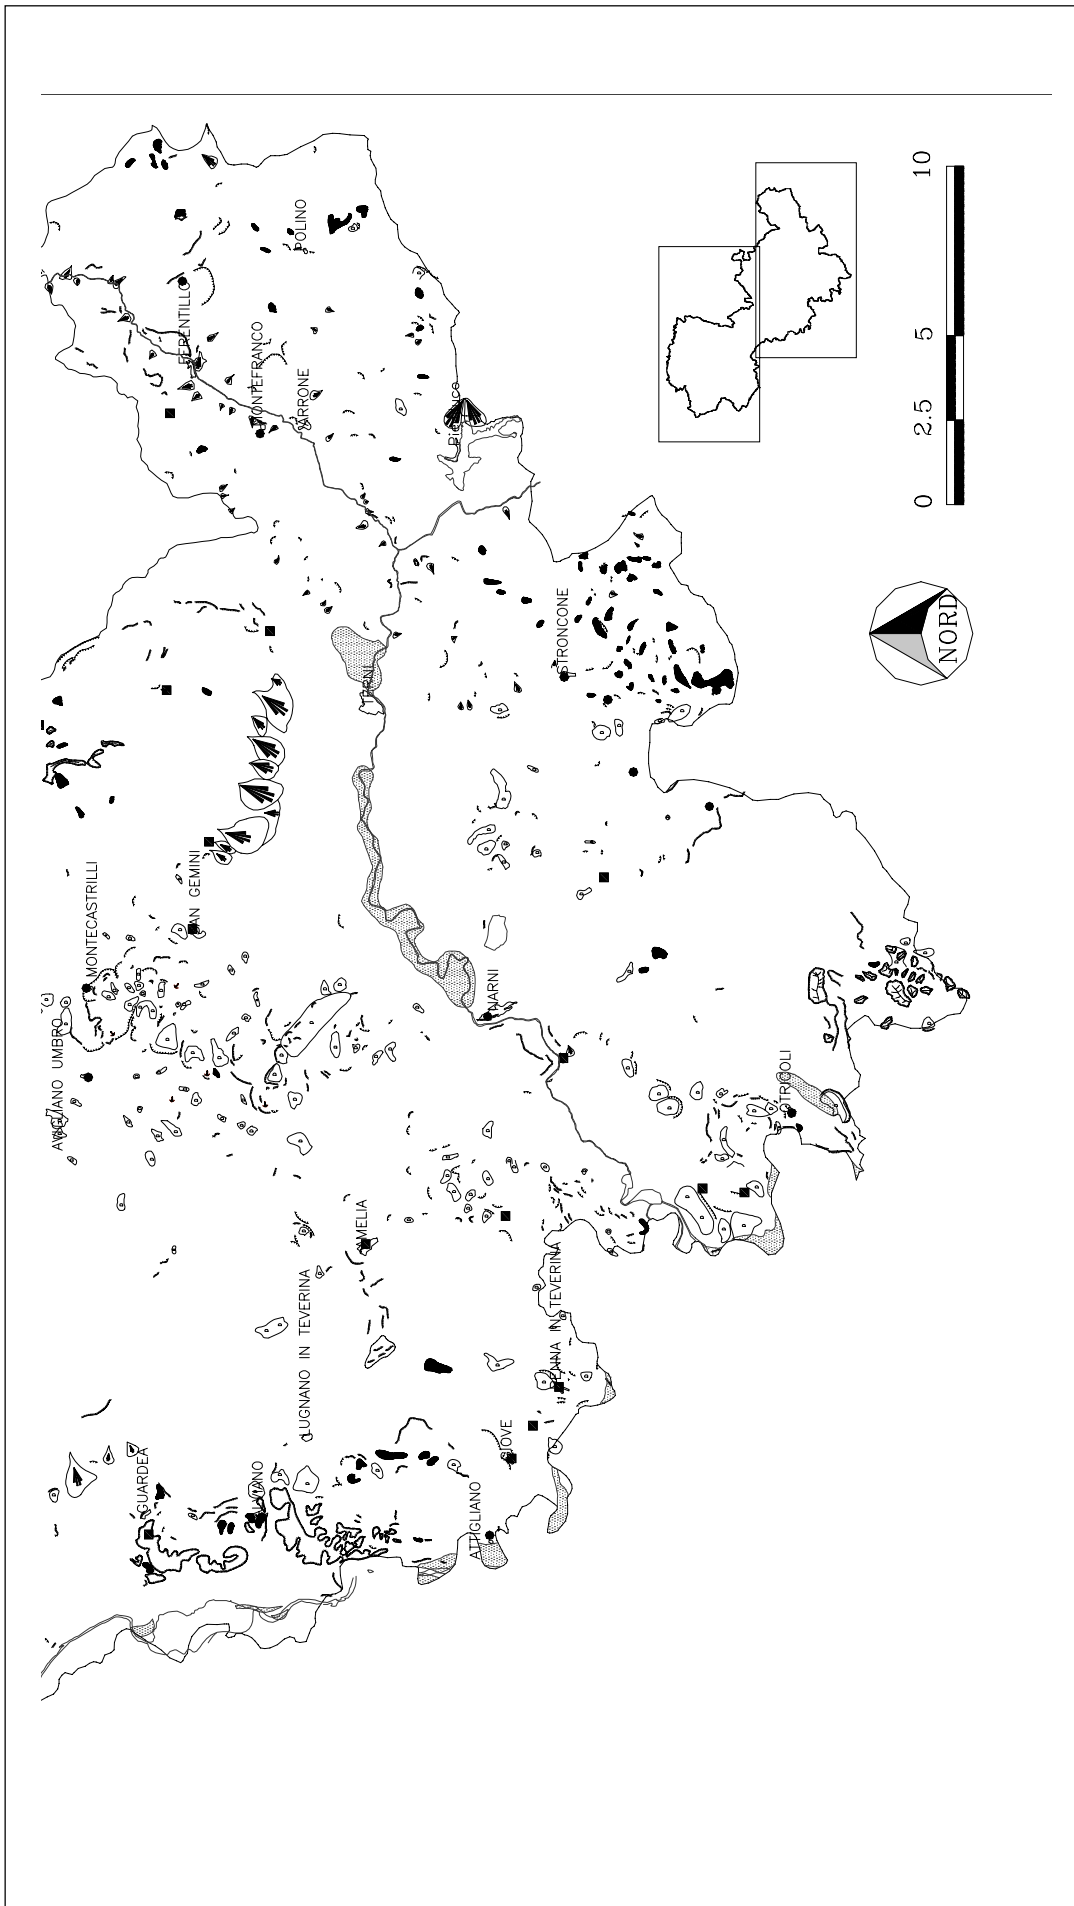 POLINO
FERENTILLO
MONTEFRANCO
ARRONE
STRONCONE
TERNI
SAN GEMINI
MONTECASTRILLI
AVIGLIANO UMBRO
NARNI
OTRICOLI
AMELIA
LUGNANO IN TEVERINA
PENNA IN TEVERINA
GIOVE
GUARDEA
ALVIANO
ATTIGLIANO
0 2.5 5 10
NORD